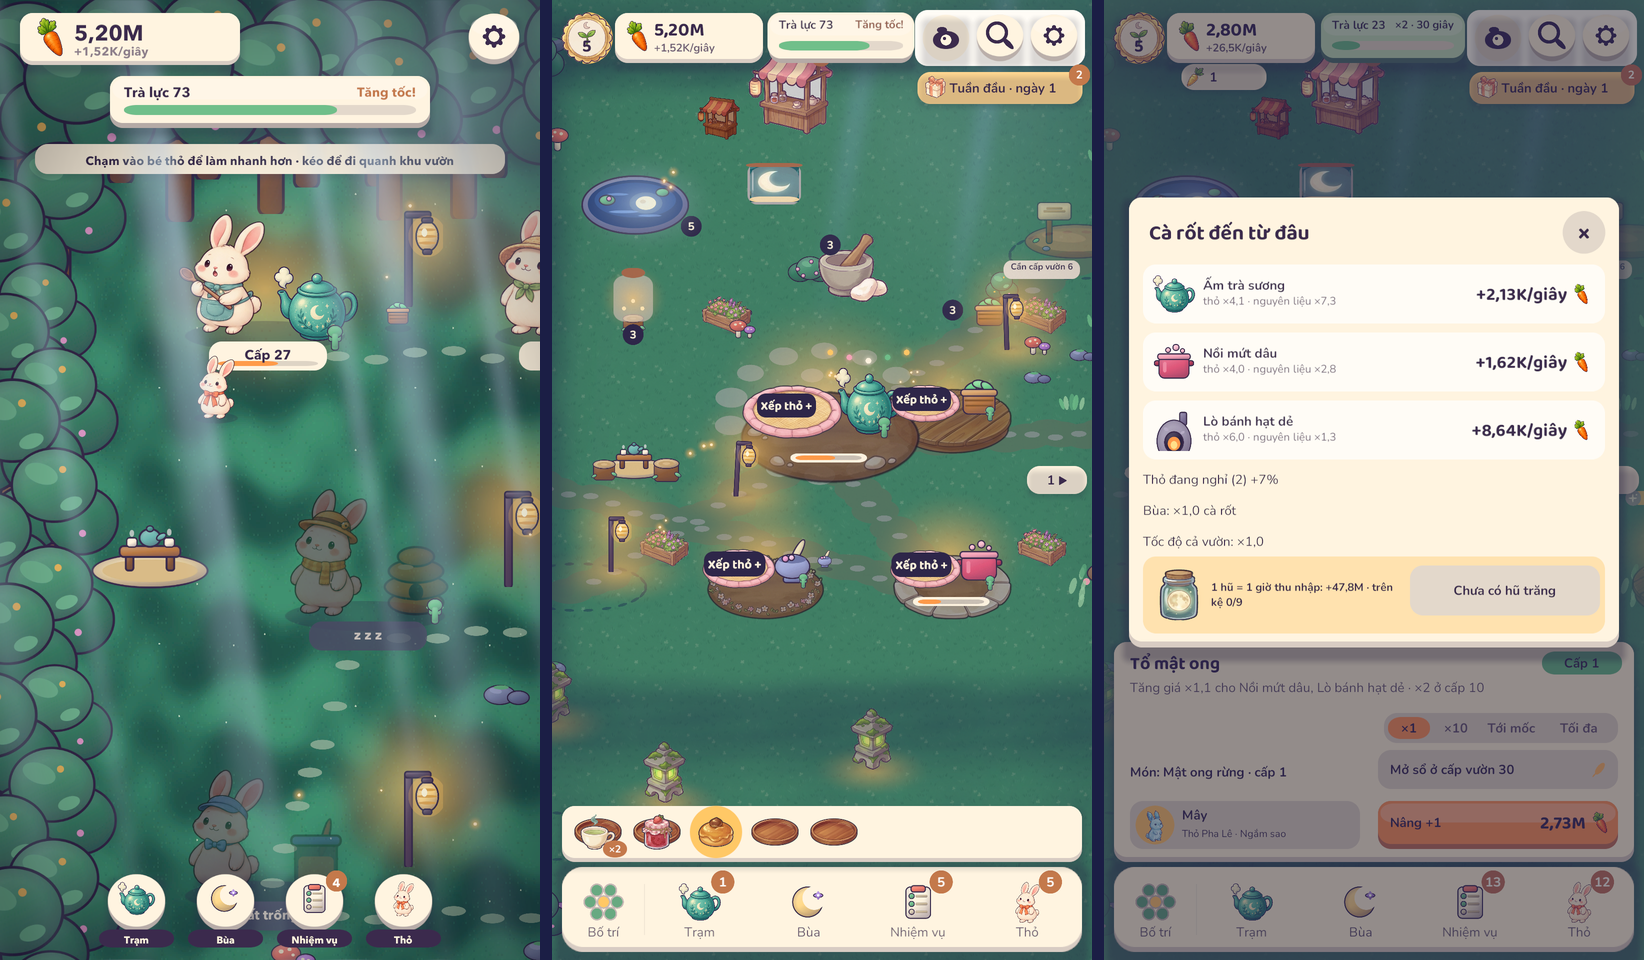 5,20M
+1,52K/giây
Trà lực 73
Tăng tốc!
Chạm vào bé thỏ để làm nhanh hơn · kéo để đi quanh khu vườn
Cấp 27
z z z
4
Trạm
Bùa
Nhiệm vụ
Thỏ
5
5,20M
+1,52K/giây
Trà lực 73
Tăng tốc!
2
Tuần đầu · ngày 1
5
3
Cần cấp vườn 6
3
3
Xếp thỏ +
Xếp thỏ +
1
Xếp thỏ +
Xếp thỏ +
×2
1
5
5
Bố trí
Trạm
Bùa
Nhiệm vụ
Thỏ
5
2,80M
+26,5K/giây
Trà lực 23
×2 · 30 giây
1
2
Tuần đầu · ngày 1
Cà rốt đến từ đâu
Ấm trà sương
thỏ ×4,1 · nguyên liệu ×7,3
+2,13K/giây
Nồi mứt dâu
thỏ ×4,0 · nguyên liệu ×2,8
+1,62K/giây
Lò bánh hạt dẻ
thỏ ×6,0 · nguyên liệu ×1,3
+8,64K/giây
Thỏ đang nghỉ (2) +7%
Bùa: ×1,0 cà rốt
Tốc độ cả vườn: ×1,0
1 hũ = 1 giờ thu nhập: +47,8M · trên
kệ 0/9
Chưa có hũ trăng
Tổ mật ong
Cấp 1
Tăng giá ×1,1 cho Nồi mứt dâu, Lò bánh hạt dẻ · ×2 ở cấp 10
×1
×10
Tới mốc
Tối đa
Món: Mật ong rừng · cấp 1
Mở sổ ở cấp vườn 30
Mây
Thỏ Pha Lê · Ngắm sao
Nâng +1
2,73M
13
12
Bố trí
Trạm
Bùa
Nhiệm vụ
Thỏ